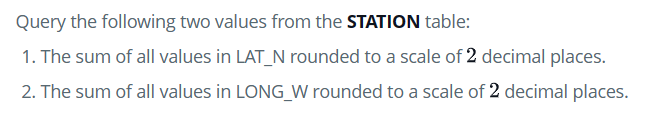 Query the following two values from the STATION table:
1. The sum of all values in LAT_N rounded to a scale of 2 decimal places.
2. The sum of all values in LONG_W rounded to a scale of 2 decimal places.